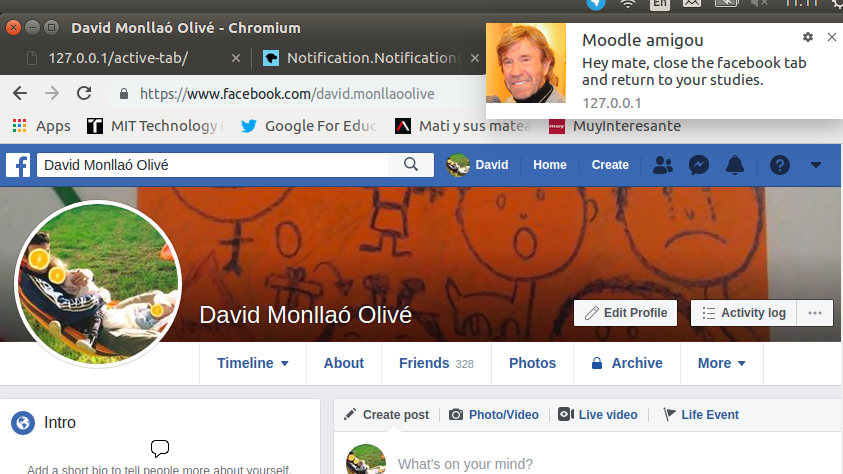 En
11:11
David Monllaó Olivé - Chromium
127.0.0.1/active-tab/
Notification.Notification(
Moodle amigou
Hey mate, close the facebook tab
and return to your studies.
127.0.0.1
https://www.facebook.com/david.monllaoolive
Apps
MIT Technology
Google For Educ
Mati y sus matea
muy
MuyInteresante
f
David Monllaó Olivé
David
Home
Create
David Monllaó Olivé
Edit Profile
Activity log
Timeline
About
Friends 328
Photos
Archive
More
Intro
Add a short bio to tell people more about yourself.
Create post
Photo/Video
Live video
Life Event
What's on your mind?